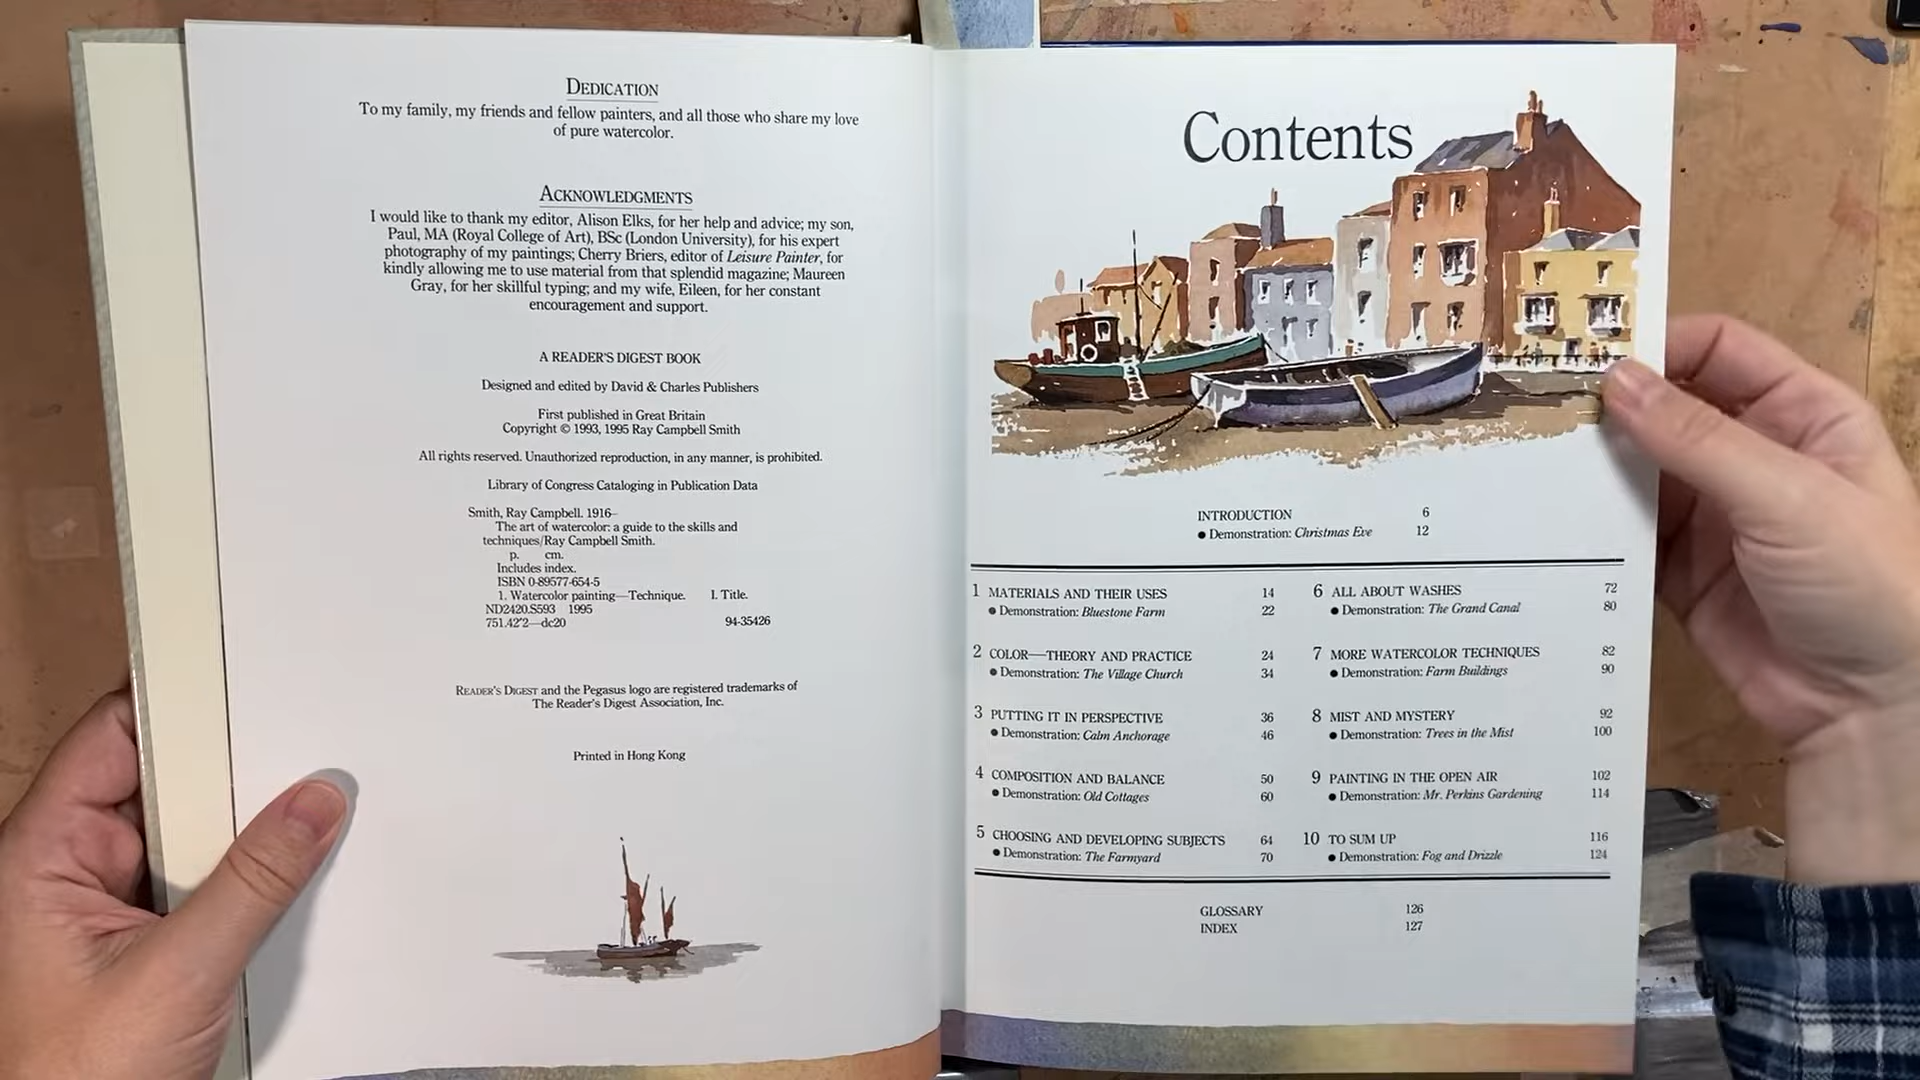 DEDICATION
To my family, my friends and fellow painters, and all those who share my love
of pure watercolor.
ACKNOWLEDGMENTS
I would like to thank my editor, Alison Elks, for her help and advice; my son,
Paul, MA (Royal College of Art), BSc (London University), for his expert
photography of my paintings; Cherry Briers, editor of Leisure Painter, for
kindly allowing me to use material from that splendid magazine; Maureen
Gray, for her skillful typing; and my wife, Eileen, for her constant
encouragement and support.
A READER'S DIGEST BOOK
Designed and edited by David & Charles Publishers
First published in Great Britain
Copyright © 1993, 1995 Ray Campbell Smith
All rights reserved. Unauthorized reproduction, in any manner, is prohibited.
Library of Congress Cataloging in Publication Data
Smith, Ray Campbell. 1916–
The art of watercolor: a guide to the skills and
techniques/Ray Campbell Smith.
p. cm.
Includes index.
ISBN 0-89577-654-5
1. Watercolor painting—Technique. I. Title.
ND2420.S593 1995
751.42'2—dc20 94-35426
READER'S DIGEST and the Pegasus logo are registered trademarks of
The Reader's Digest Association, Inc.
Printed in Hong Kong
Contents
INTRODUCTION 6
● Demonstration: Christmas Eve 12
1 MATERIALS AND THEIR USES 14
● Demonstration: Bluestone Farm 22
2 COLOR—THEORY AND PRACTICE 24
● Demonstration: The Village Church 34
3 PUTTING IT IN PERSPECTIVE 36
● Demonstration: Calm Anchorage 46
4 COMPOSITION AND BALANCE 50
● Demonstration: Old Cottages 60
5 CHOOSING AND DEVELOPING SUBJECTS 64
● Demonstration: The Farmyard 70
6 ALL ABOUT WASHES 72
● Demonstration: The Grand Canal 80
7 MORE WATERCOLOR TECHNIQUES 82
● Demonstration: Farm Buildings 90
8 MIST AND MYSTERY 92
● Demonstration: Trees in the Mist 100
9 PAINTING IN THE OPEN AIR 102
● Demonstration: Mr. Perkins Gardening 114
10 TO SUM UP 116
● Demonstration: Fog and Drizzle 124
GLOSSARY 126
INDEX 127